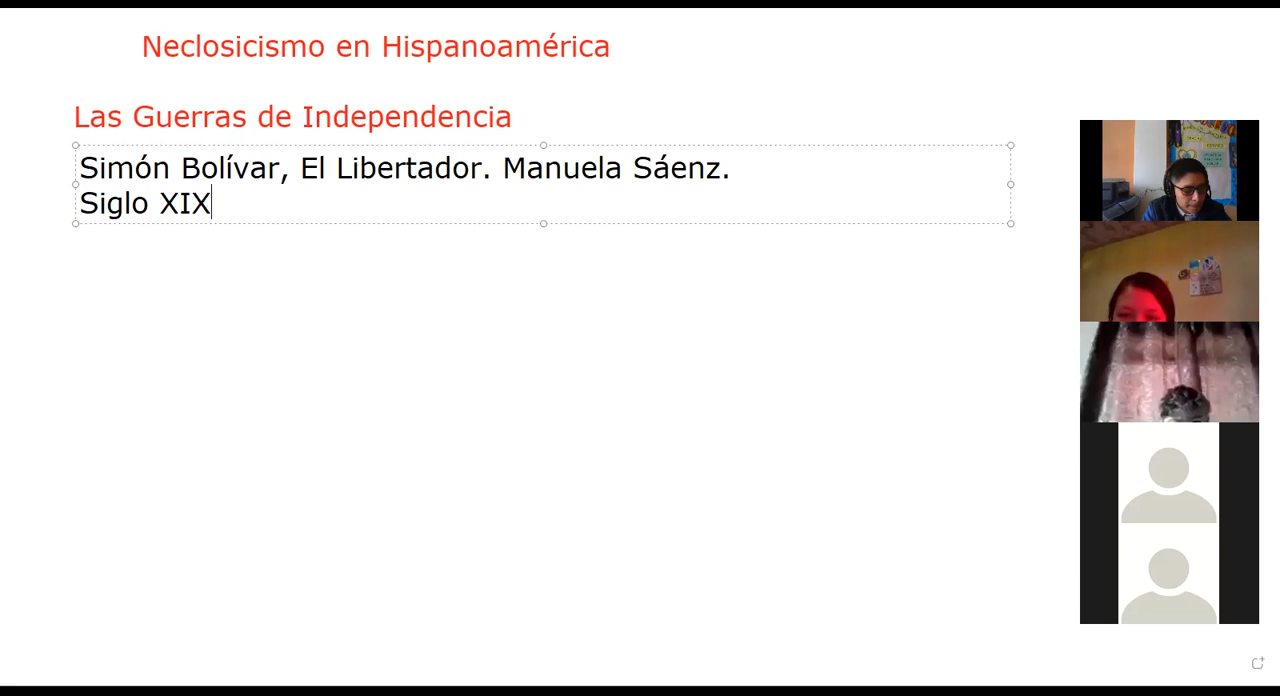 Neclosicismo en Hispanoamérica
Las Guerras de Independencia
Simón Bolívar, El Libertador. Manuela Sáenz.
Siglo XIX